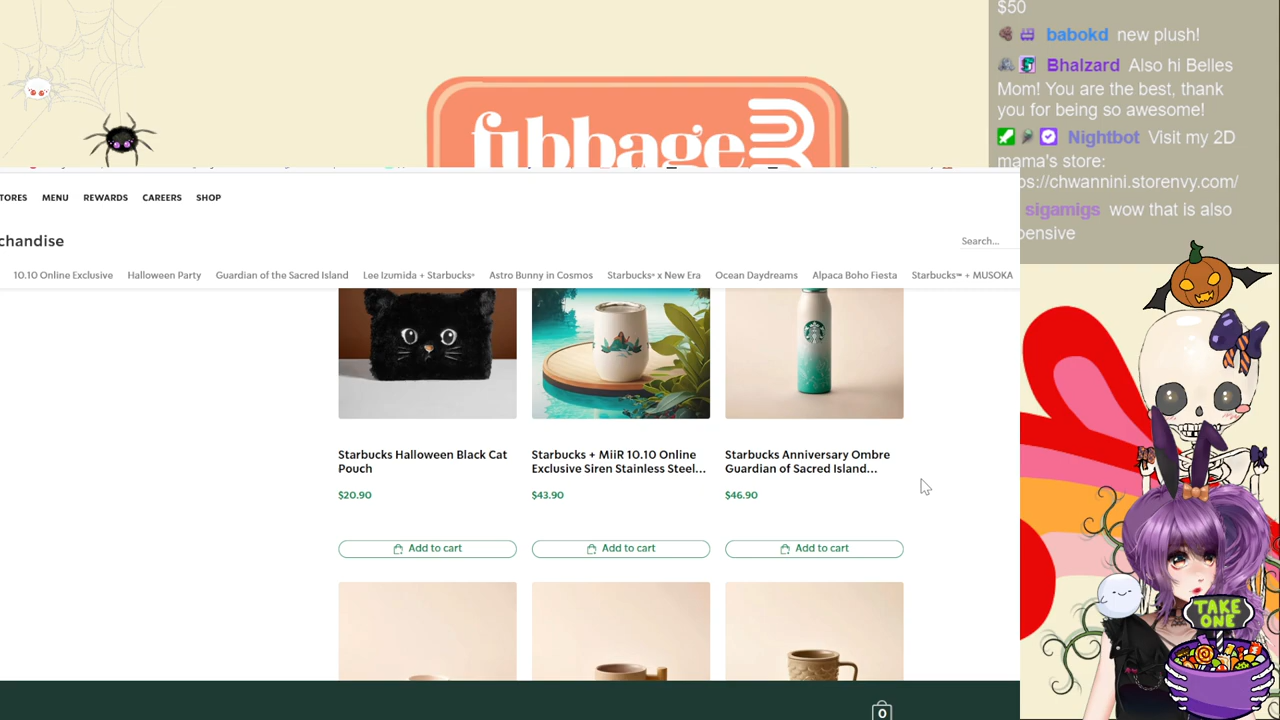 $50
babokd new plush!
Bhalzard Also hi Belles
Mom! You are the best, thank
you for being so awesome!
Nightbot Visit my 2D
mama's store:
ps://chwannini.storenvy.com/
sigamigs wow that is also
pensive
fibbage 3
TORES MENU REWARDS CAREERS SHOP
chandise
Search...
10.10 Online Exclusive Halloween Party Guardian of the Sacred Island Lee Izumida + Starbucks® Astro Bunny in Cosmos Starbucks® x New Era Ocean Daydreams Alpaca Boho Fiesta Starbucks™ + MUSOKA
Starbucks Halloween Black Cat
Pouch
$20.90
Add to cart
Starbucks + MiiR 10.10 Online
Exclusive Siren Stainless Steel...
$43.90
Add to cart
Starbucks Anniversary Ombre
Guardian of Sacred Island...
$46.90
Add to cart
0
TAKE
ONE